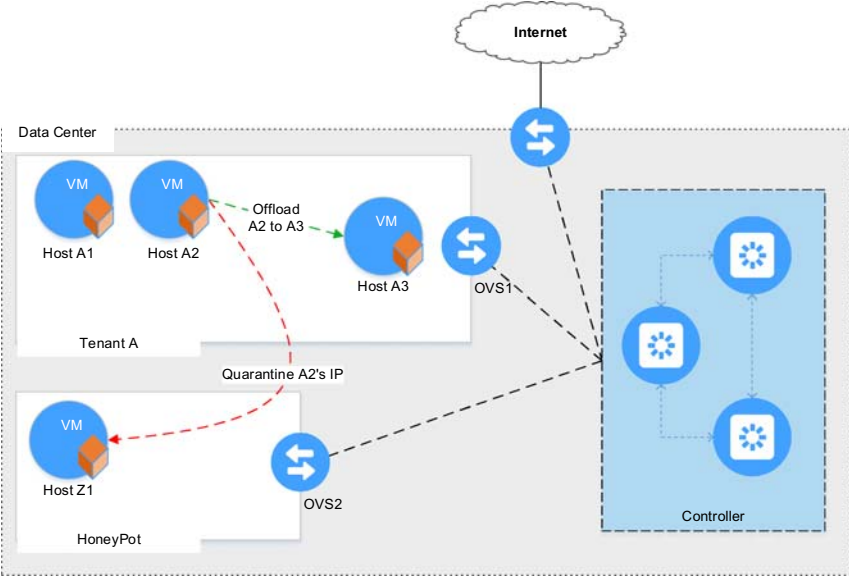 Internet
Data Center
VM
VM
VM
Offload
A2 to A3
Host A1
Host A2
Host A3
OVS1
Tenant A
Quarantine A2's IP
VM
Host Z1
OVS2
HoneyPot
Controller